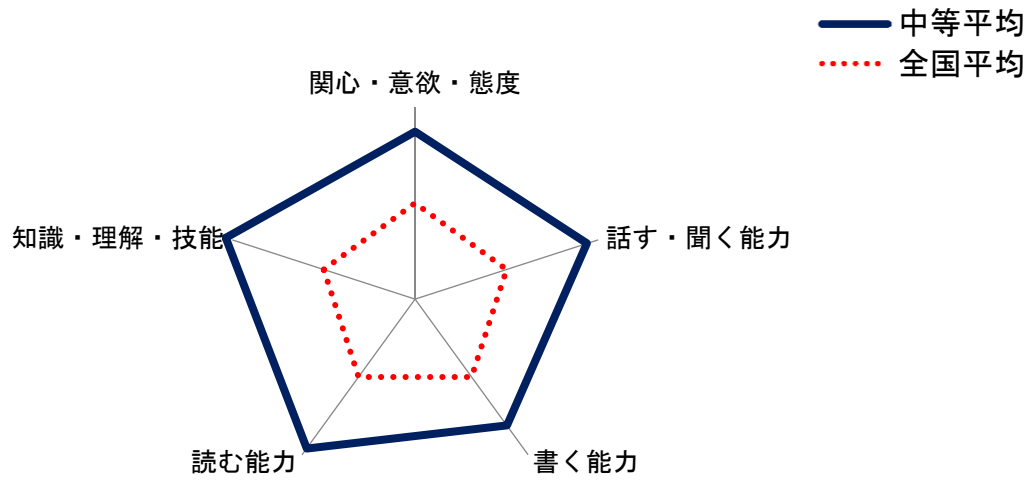 中等平均
全国平均
関心・意欲・態度
知識・理解・技能
話す・聞く能力
読む能力
書く能力